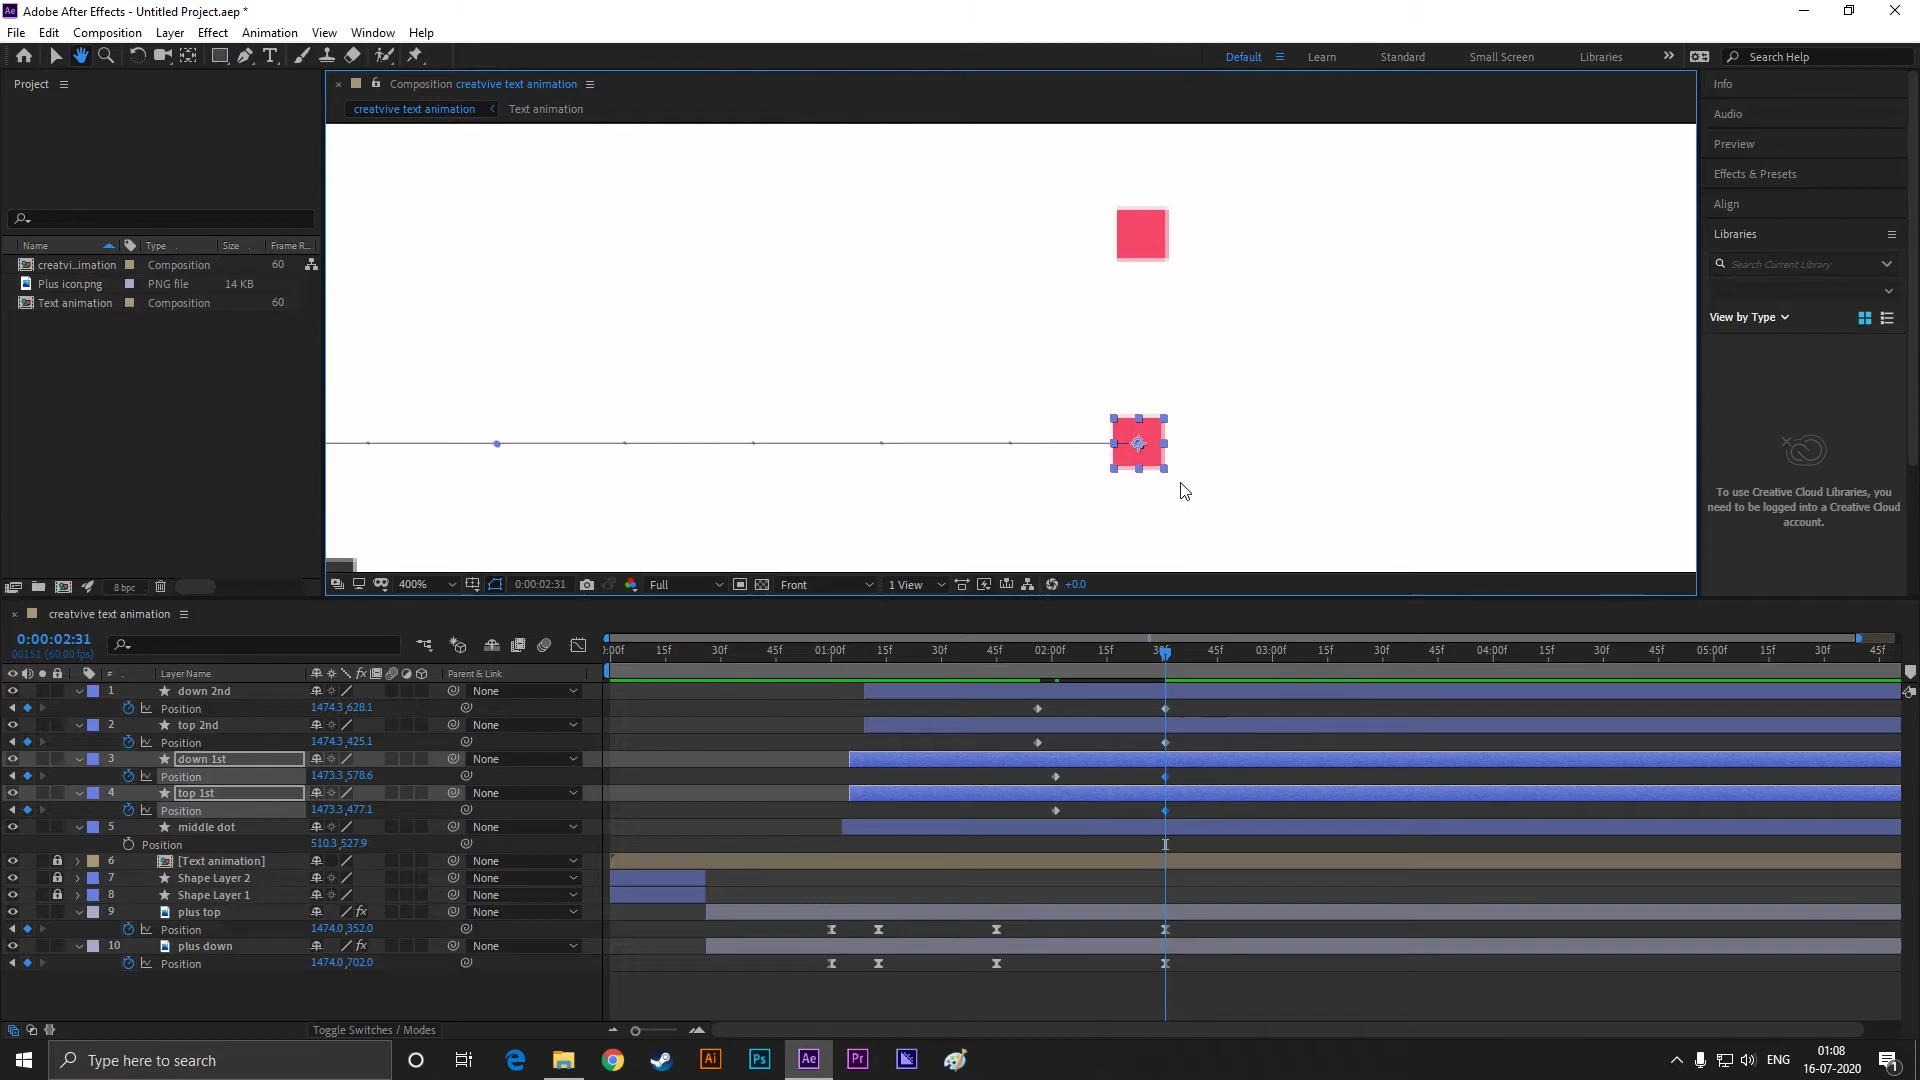 Ae Adobe After Effects - Untitled Project.aep *
File Edit Composition Layer Effect Animation View Window Help
Default Learn Standard Small Screen Libraries Search Help
Project
Composition creatvive text animation
creatvive text animation Text animation
Name Type Size Frame R...
creatvi...imation Composition 60
Plus icon.png PNG file 14 KB
Text animation Composition 60
8 bpc
400% 0:00:02:31 Full Front 1 View +0.0
Info
Audio
Preview
Effects & Presets
Align
Libraries
Search Current Library
View by Type
To use Creative Cloud Libraries, you
need to be logged into a Creative Cloud
account.
creatvive text animation
0:00:02:31
00151 (60.00 fps)
:00f 15f 30f 45f 01:00f 15f 30f 45f 02:00f 15f 30f 45f 03:00f 15f 30f 45f 04:00f 15f 30f 45f 05:00f 15f 30f 45f
# Layer Name fx Parent & Link
1 down 2nd None
Position 1474.3,628.1
2 top 2nd None
Position 1474.3,425.1
3 down 1st None
Position 1473.3,578.6
4 top 1st None
Position 1473.3,477.1
5 middle dot None
Position 510.3,527.9
6 [Text animation] None
7 Shape Layer 2 None
8 Shape Layer 1 None
9 plus top fx None
Position 1474.0,352.0
10 plus down fx None
Position 1474.0,702.0
Toggle Switches / Modes
Type here to search
Ai Ps Ae Pr
ENG
01:08
16-07-2020
1